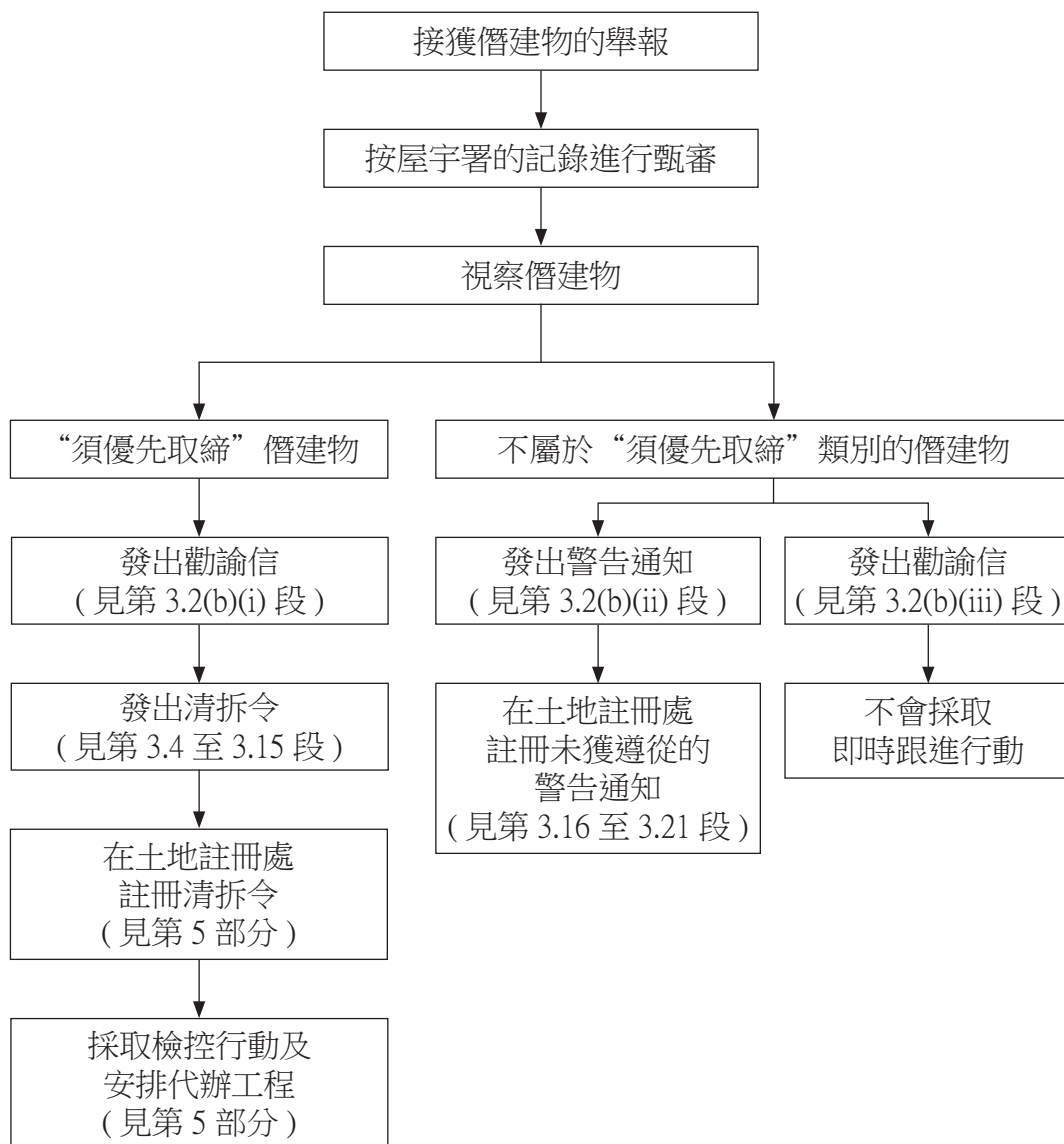 接獲僭建物的舉報
按屋宇署的記錄進行甄審
視察僭建物
“須優先取締”僭建物
不屬於“須優先取締”類別的僭建物
發出勸諭信
(見第 3.2(b)(i) 段)
發出警告通知
(見第 3.2(b)(ii) 段)
發出勸諭信
(見第 3.2(b)(iii) 段)
發出清拆令
(見第 3.4 至 3.15 段)
在土地註冊處
註冊未獲遵從的
警告通知
(見第 3.16 至 3.21 段)
不會採取
即時跟進行動
在土地註冊處
註冊清拆令
(見第 5 部分)
採取檢控行動及
安排代辦工程
(見第 5 部分)